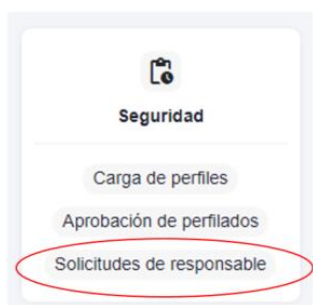 Seguridad
Carga de perfiles
Aprobación de perfilados
Solicitudes de responsable